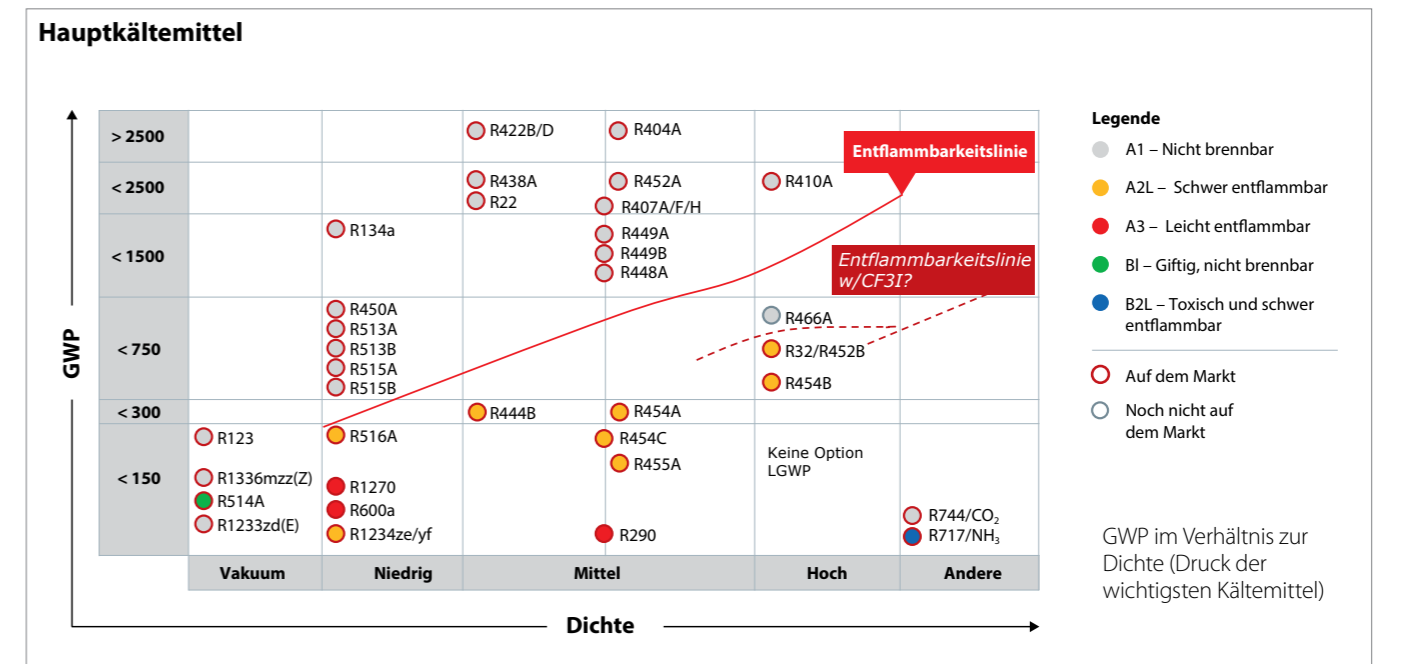 Hauptkältemittel
GWP
> 2500
R422B/D
R404A
< 2500
R438A
R22
R452A
R407A/F/H
R410A
Entflammbarkeitslinie
< 1500
R134a
R449A
R449B
R448A
Entflammbarkeitslinie
w/CF3I?
< 750
R450A
R513A
R513B
R515A
R515B
R466A
R32/R452B
R454B
< 300
R444B
R454A
< 150
R123
R1336mzz(Z)
R514A
R1233zd(E)
R516A
R1270
R600a
R1234ze/yf
R454C
R455A
R290
Keine Option
LGWP
R744/CO₂
R717/NH₃
Vakuum
Niedrig
Mittel
Hoch
Andere
Dichte
Legende
A1 – Nicht brennbar
A2L – Schwer entflammbar
A3 – Leicht entflammbar
Bl – Giftig, nicht brennbar
B2L – Toxisch und schwer
entflammbar
Auf dem Markt
Noch nicht auf
dem Markt
GWP im Verhältnis zur
Dichte (Druck der
wichtigsten Kältemittel)